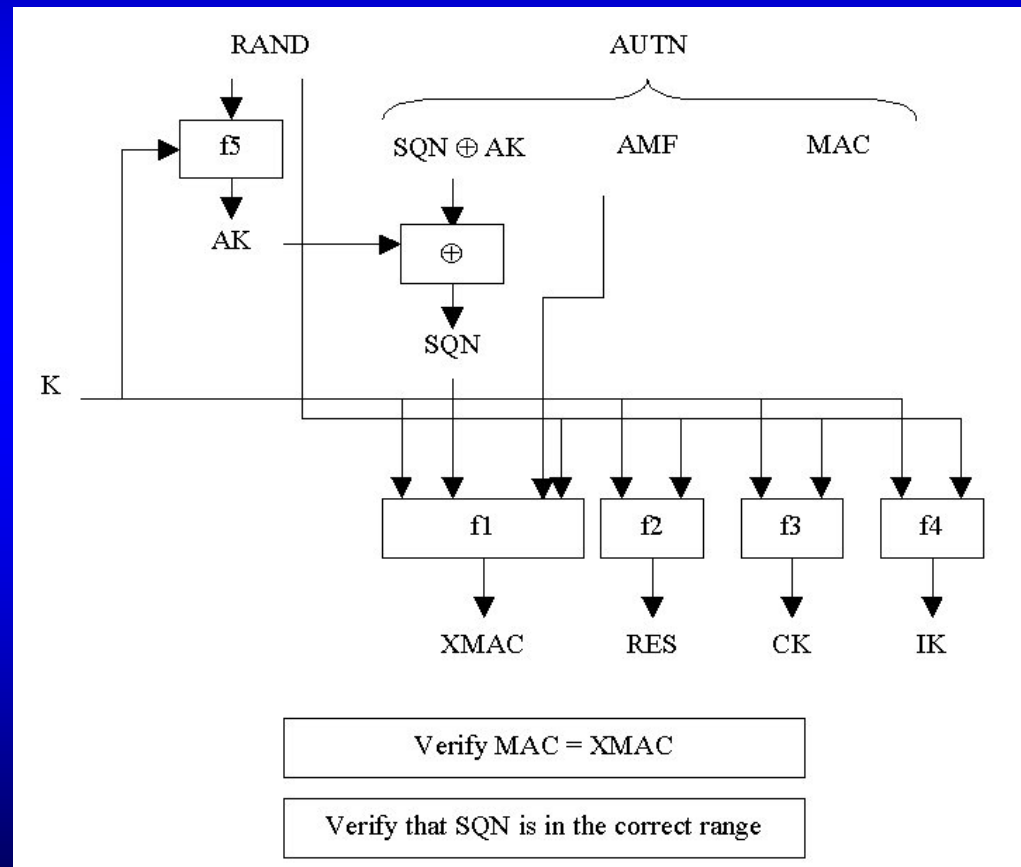 RAND AUTN
f5 SQN ⊕ AK AMF MAC
AK ⊕
SQN
K
f1 f2 f3 f4
XMAC RES CK IK
Verify MAC = XMAC
Verify that SQN is in the correct range